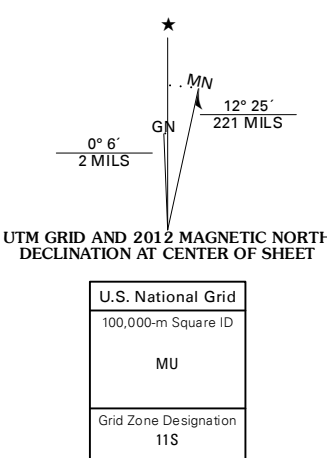 MN
GN
12° 25´
221 MILS
0° 6´
2 MILS
UTM GRID AND 2012 MAGNETIC NORTH
DECLINATION AT CENTER OF SHEET
U.S. National Grid
100,000-m Square ID
MU
Grid Zone Designation
11S